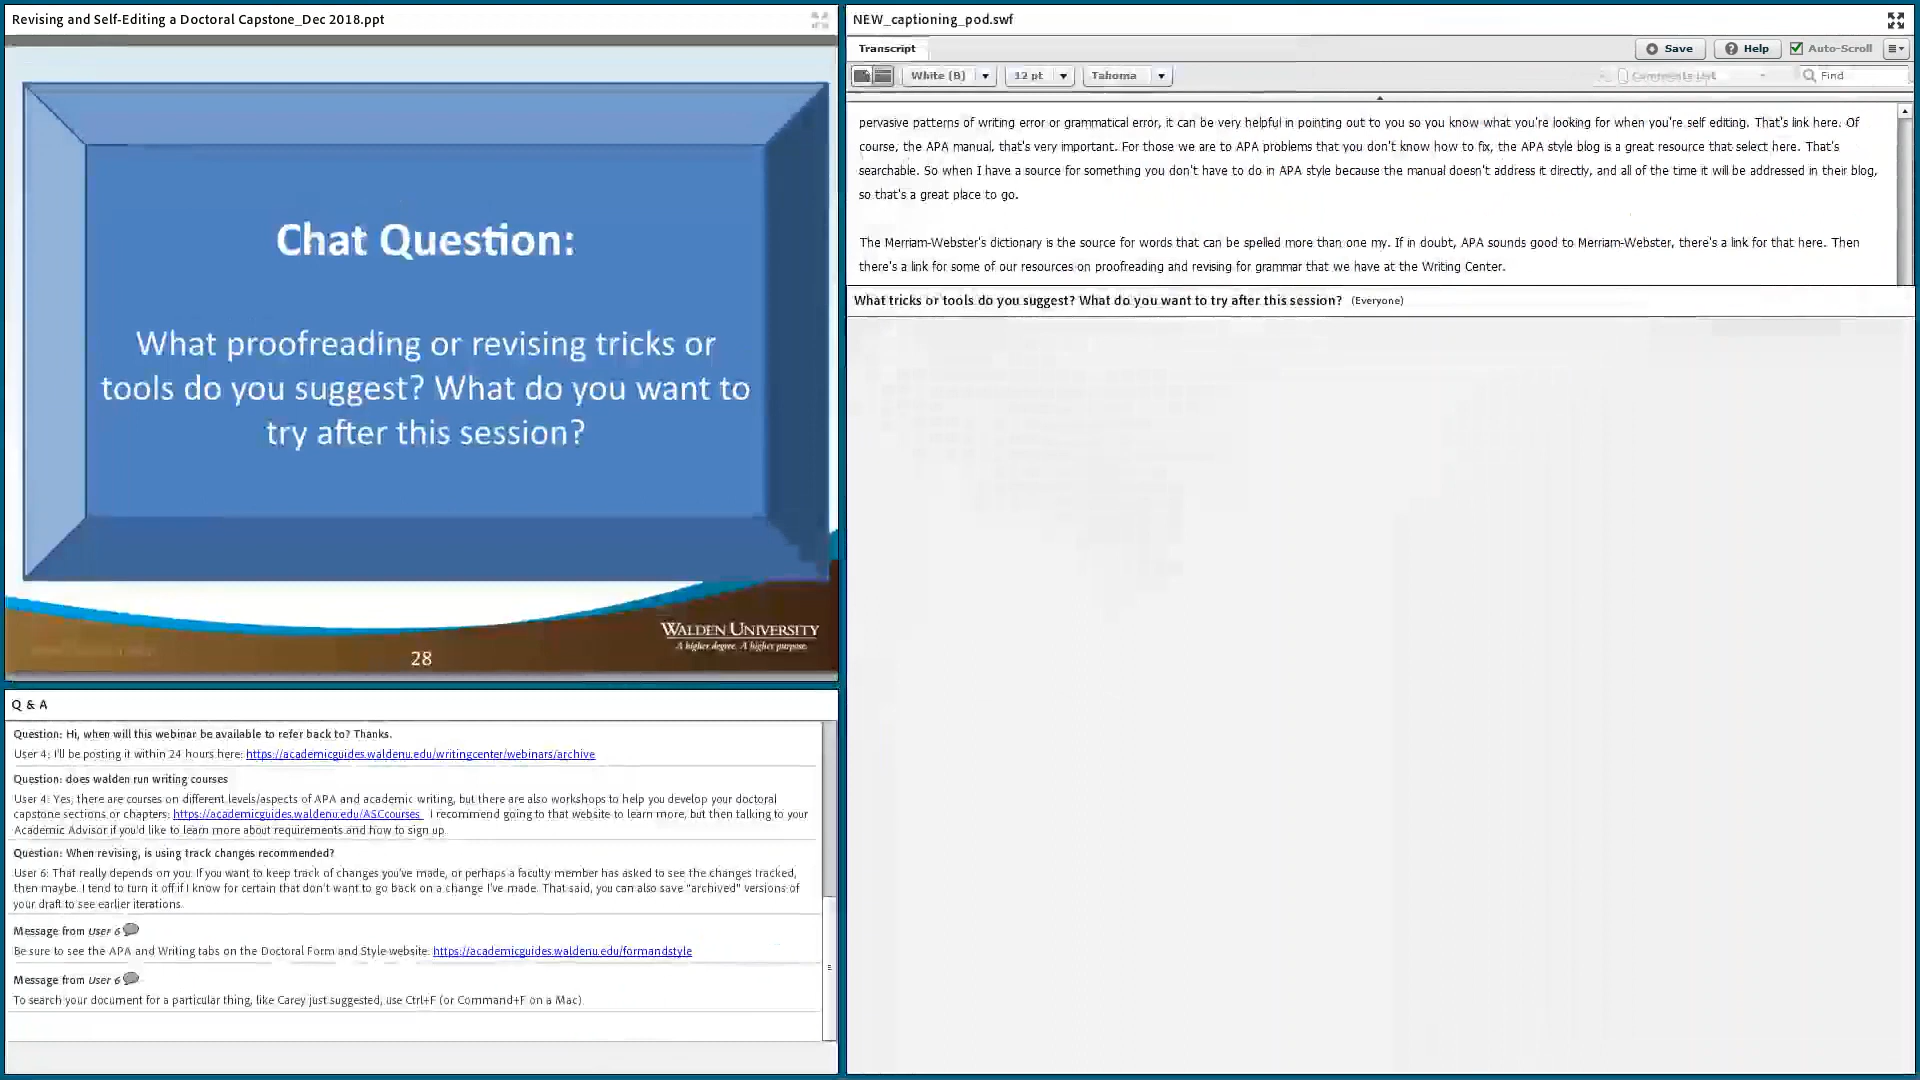 Revising and Self-Editing a Doctoral Capstone_Dec 2018.ppt
Chat Question:
What proofreading or revising tricks or
tools do you suggest? What do you want to
try after this session?
WALDEN UNIVERSITY
A higher degree. A higher purpose.
28
Q & A
Question: Hi, when will this webinar be available to refer back to? Thanks.
User 4: I'll be posting it within 24 hours here: https://academicguides.waldenu.edu/writingcenter/webinars/archive
Question: does walden run writing courses
User 4: Yes, there are courses on different levels/aspects of APA and academic writing, but there are also workshops to help you develop your doctoral
capstone sections or chapters: https://academicguides.waldenu.edu/ASCcourses I recommend going to that website to learn more, but then talking to your
Academic Advisor if you'd like to learn more about requirements and how to sign up.
Question: When revising, is using track changes recommended?
User 6: That really depends on you. If you want to keep track of changes you've made, or perhaps a faculty member has asked to see the changes tracked,
then maybe. I tend to turn it off if I know for certain that don't want to go back on a change I've made. That said, you can also save "archived" versions of
your draft to see earlier iterations.
Message from User 6
Be sure to see the APA and Writing tabs on the Doctoral Form and Style website: https://academicguides.waldenu.edu/formandstyle
Message from User 6
To search your document for a particular thing, like Carey just suggested, use Ctrl+F (or Command+F on a Mac)
NEW_captioning_pod.swf
Transcript
Save
Help
Auto-Scroll
White (B)
12 pt
Tahoma
Comments List
Find
pervasive patterns of writing error or grammatical error, it can be very helpful in pointing out to you so you know what you're looking for when you're self editing. That's link here. Of
course, the APA manual, that's very important. For those we are to APA problems that you don't know how to fix, the APA style blog is a great resource that select here. That's
searchable. So when I have a source for something you don't have to do in APA style because the manual doesn't address it directly, and all of the time it will be addressed in their blog,
so that's a great place to go.
The Merriam-Webster's dictionary is the source for words that can be spelled more than one my. If in doubt, APA sounds good to Merriam-Webster, there's a link for that here. Then
there's a link for some of our resources on proofreading and revising for grammar that we have at the Writing Center.
What tricks or tools do you suggest? What do you want to try after this session? (Everyone)